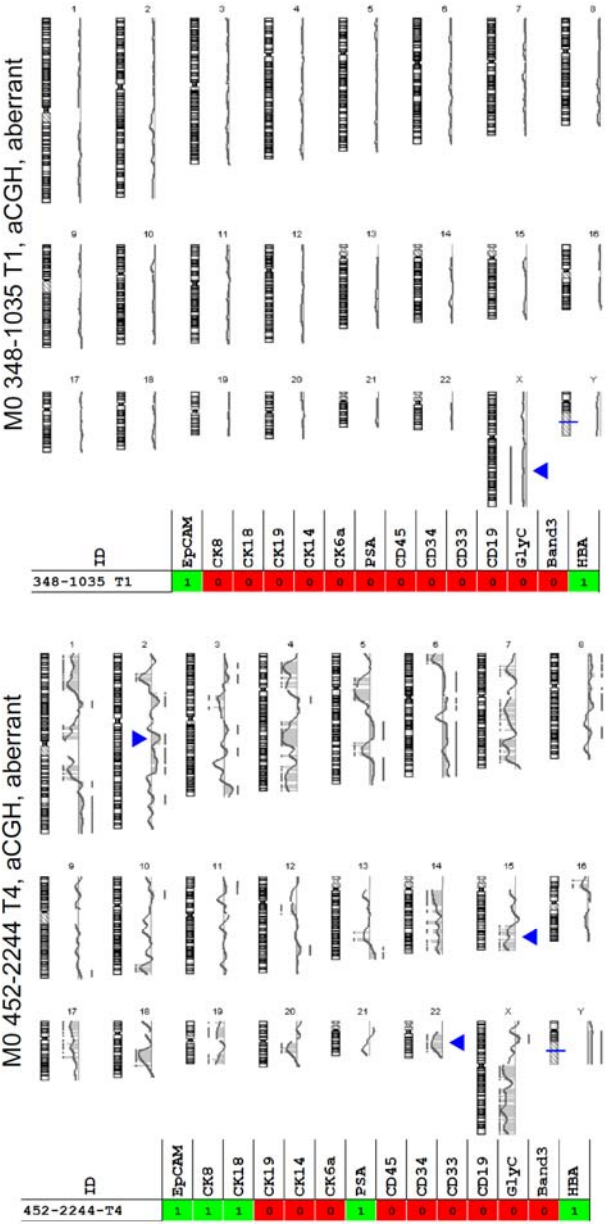 M0 348-1035 T1, aCGH, aberrant
1 2 3 4 5 6 7 8
9 10 11 12 13 14 15 16
17 18 19 20 21 22 X Y
ID EpCAM CK8 CK18 CK19 CK14 CK6a PSA CD45 CD34 CD33 CD19 GlyC Band3 HBA
348-1035 T1 1 0 0 0 0 0 0 0 0 0 0 0 0 1
M0 452-2244 T4, aCGH, aberrant
1 2 3 4 5 6 7 8
9 10 11 12 13 14 15 16
17 18 19 20 21 22 X Y
ID EpCAM CK8 CK18 CK19 CK14 CK6a PSA CD45 CD34 CD33 CD19 GlyC Band3 HBA
452-2244-T4 1 1 1 0 0 0 1 0 0 0 0 0 0 1